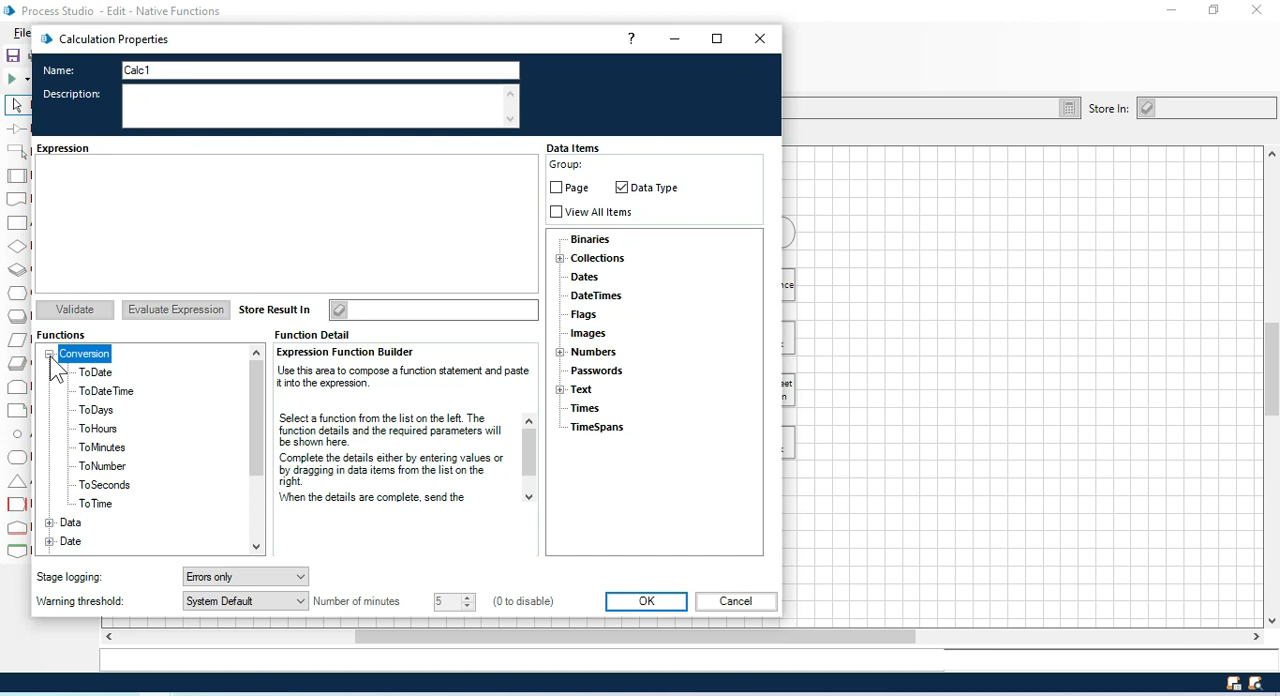 Process Studio - Edit - Native Functions
File
Calculation Properties
?
Name:
Calc1
Description:
Store In:
Expression
Data Items
Group:
Page
Data Type
View All Items
Binaries
Collections
Dates
DateTimes
Flags
Images
Numbers
Passwords
Text
Times
TimeSpans
Validate
Evaluate Expression
Store Result In
Functions
Conversion
ToDate
ToDateTime
ToDays
ToHours
ToMinutes
ToNumber
ToSeconds
ToTime
Data
Date
Function Detail
Expression Function Builder
Use this area to compose a function statement and paste
it into the expression.
Select a function from the list on the left. The
function details and the required parameters will
be shown here.
Complete the details either by entering values or
by dragging in data items from the list on the
right.
When the details are complete, send the
Stage logging:
Errors only
Warning threshold:
System Default
Number of minutes
5
(0 to disable)
OK
Cancel